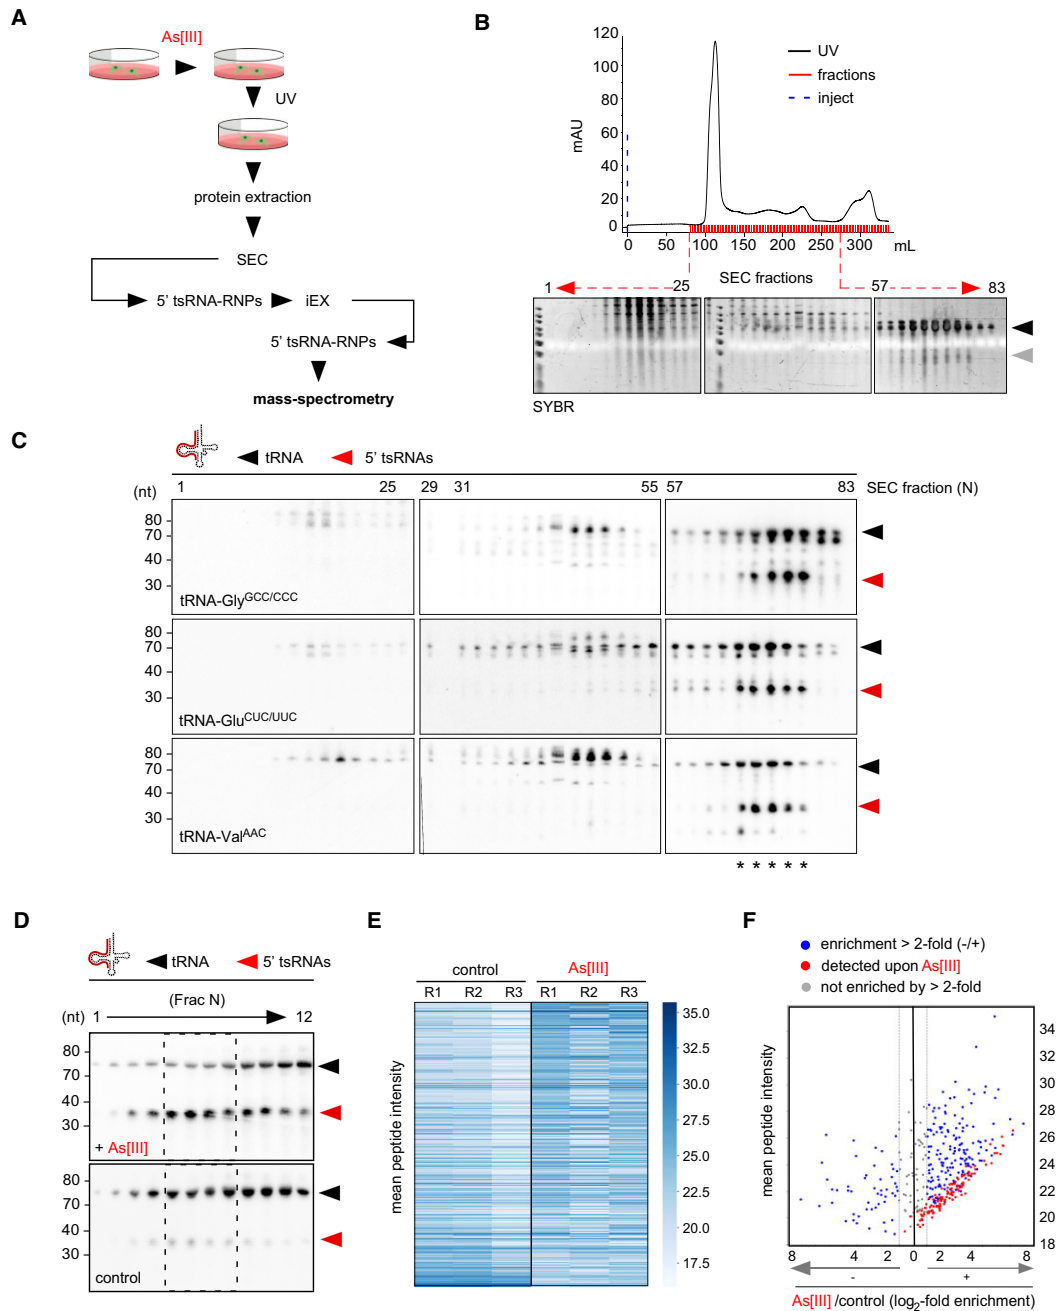 A
As[III]
UV
protein extraction
SEC
5' tsRNA-RNPs
iEX
5' tsRNA-RNPs
mass-spectrometry
B
120
100
80
60
40
20
0
mAU
UV
fractions
inject
0 50 100 150 200 250 300 mL
SEC fractions
1 25 57 83
SYBR
C
tRNA
5' tsRNAs
(nt)
1 25 29 31 55 57 83 SEC fraction (N)
80
70
40
30
tRNA-Gly^GCC/CCC
80
70
40
30
tRNA-Glu^CUC/UUC
80
70
40
30
tRNA-Val^AAC
* * * * *
D
tRNA
5' tsRNAs
(Frac N)
(nt) 1 12
80
70
40
30
+ As[III]
80
70
40
30
control
E
control As[III]
R1 R2 R3 R1 R2 R3
mean peptide intensity
35.0
32.5
30.0
27.5
25.0
22.5
20.0
17.5
F
enrichment > 2-fold (-/+)
detected upon As[III]
not enriched by > 2-fold
mean peptide intensity
34
32
30
28
26
24
22
20
18
8 4 2 0 2 4 8
- +
As[III] /control (log2-fold enrichment)